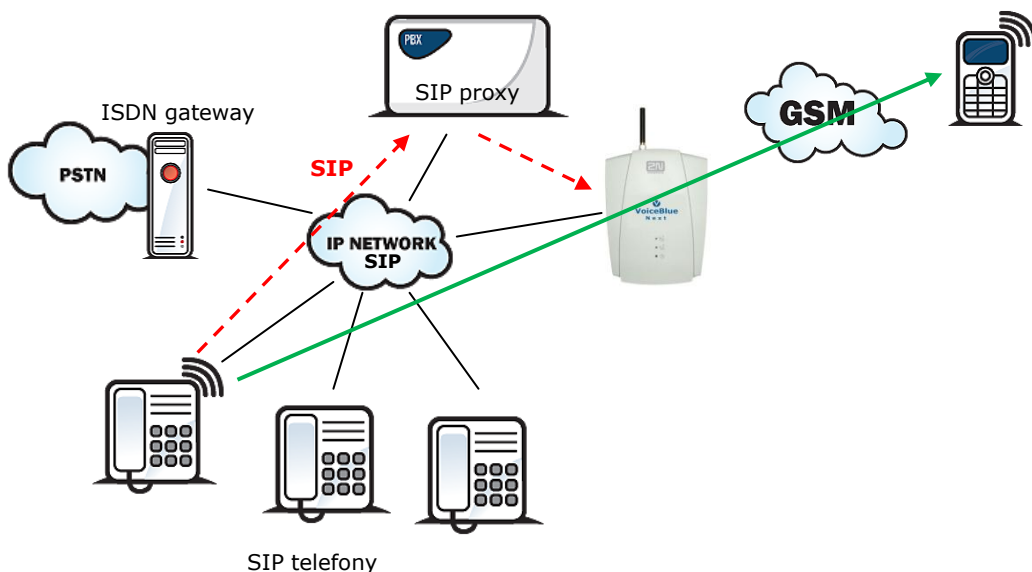 PBX
SIP proxy
ISDN gateway
GSM
PSTN
SIP
2N
VoiceBlue
Next
IP NETWORK
SIP
SIP telefony